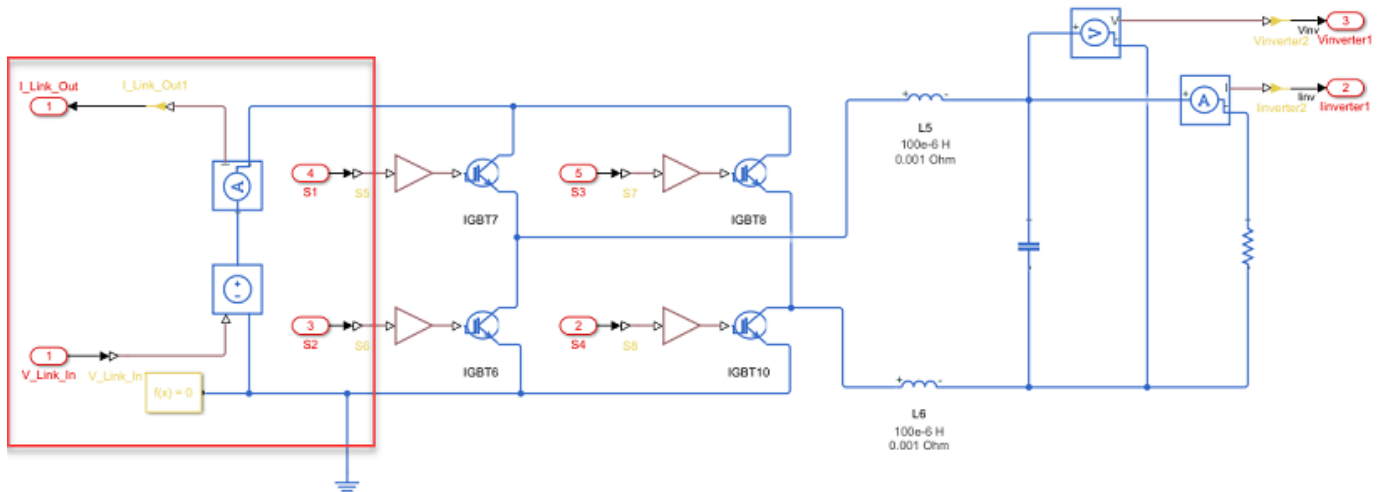 V
3
Vinv
Vinverter2
Vinverter1
I_Link_Out
I_Link_Out1
1
I
2
Iinv
Iinverter2
Iinverter1
A
L5
100e-6 H
0.001 Ohm
I
A
4
S1
S5
5
S3
S7
IGBT7
IGBT8
3
S2
S6
2
S4
S8
1
V_Link_In
V_Link_In
IGBT6
IGBT10
f(x) = 0
L6
100e-6 H
0.001 Ohm
V